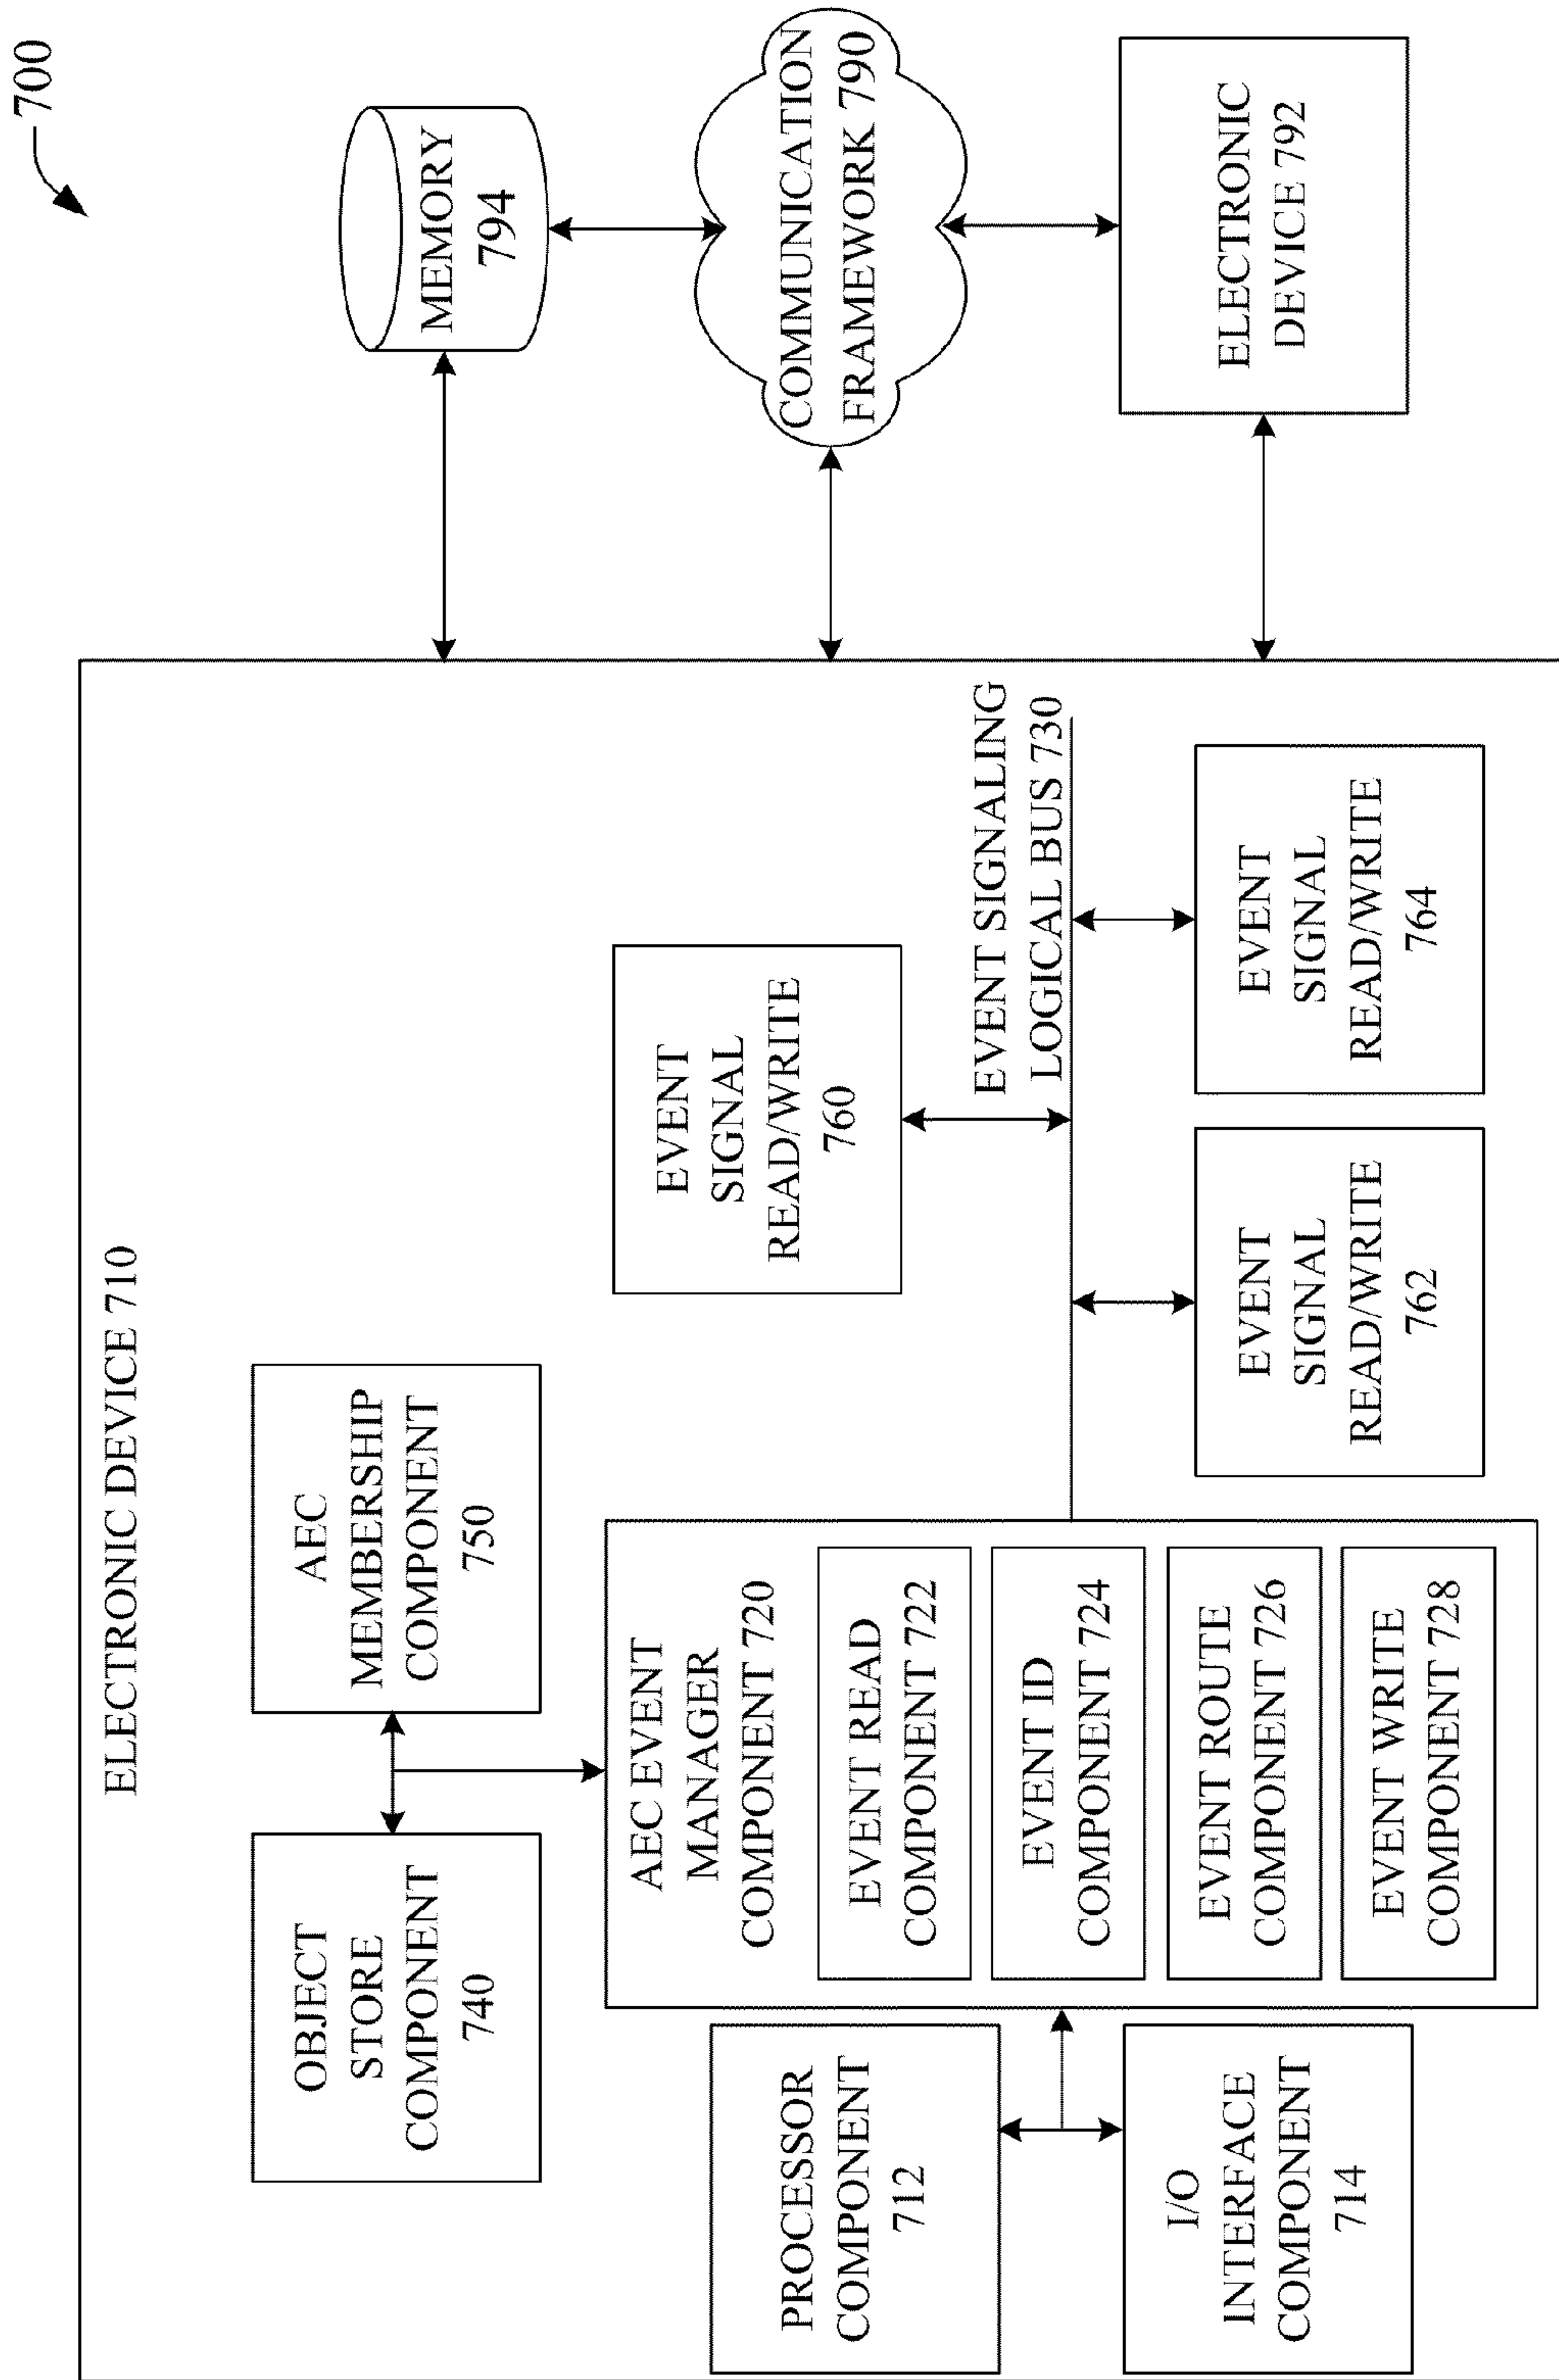 700
ELECTRONIC DEVICE 710
OBJECT
STORE
COMPONENT
740
AEC
MEMBERSHIP
COMPONENT
750
MEMORY
794
PROCESSOR
COMPONENT
712
I/O
INTERFACE
COMPONENT
714
AEC EVENT
MANAGER
COMPONENT 720
EVENT READ
COMPONENT 722
EVENT ID
COMPONENT 724
EVENT ROUTE
COMPONENT 726
EVENT WRITE
COMPONENT 728
EVENT
SIGNAL
READ/WRITE
760
EVENT SIGNALING
LOGICAL BUS 730
EVENT
SIGNAL
READ/WRITE
762
EVENT
SIGNAL
READ/WRITE
764
COMMUNICATION
FRAMEWORK 790
ELECTRONIC
DEVICE 792